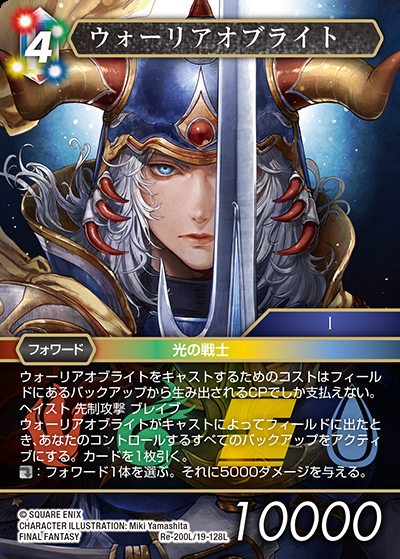 4
ウォーリアオブライト
I
フォワード
光の戦士
ウォーリアオブライトをキャストするためのコストはフィール
ドにあるバックアップから生み出されるCPでしか支払えない。
ヘイスト 先制攻撃 ブレイブ
ウォーリアオブライトがキャストによってフィールドに出たと
き、あなたのコントロールするすべてのバックアップをアクティ
ブにする。カードを1枚引く。
:フォワード1体を選ぶ。それに5000ダメージを与える。
© SQUARE ENIX
CHARACTER ILLUSTRATION: Miki Yamashita
FINAL FANTASY
Re-200L/19-128L
10000